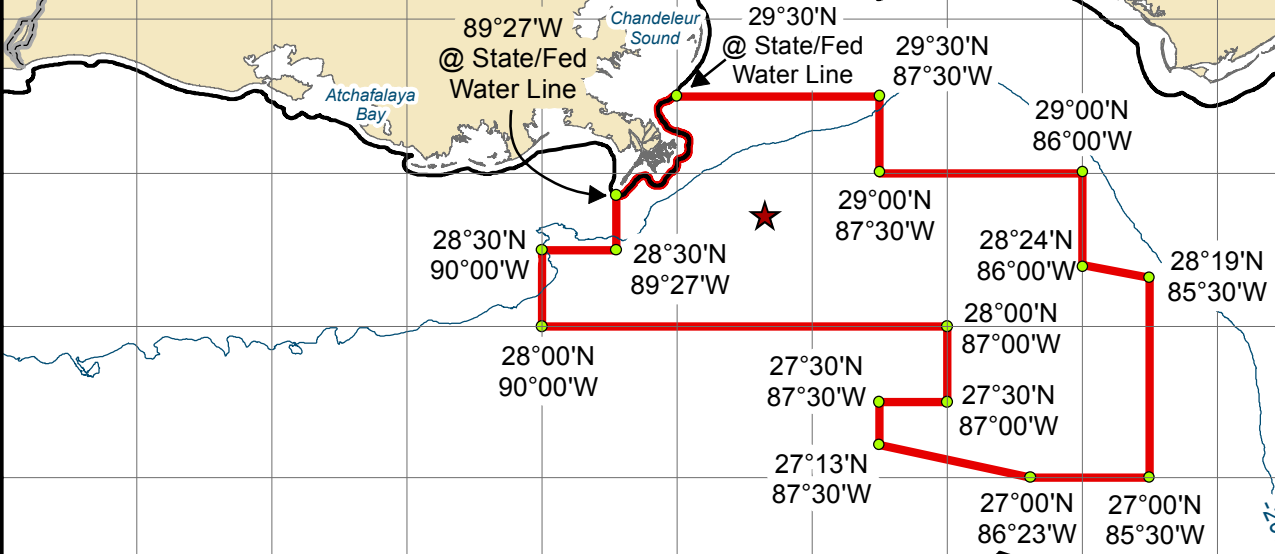 89°27'W
@ State/Fed
Water Line
Chandeleur
Sound
29°30'N
@ State/Fed
Water Line
29°30'N
87°30'W
Atchafalaya
Bay
29°00'N
86°00'W
29°00'N
87°30'W
28°30'N
90°00'W
28°30'N
89°27'W
28°24'N
86°00'W
28°19'N
85°30'W
28°00'N
90°00'W
28°00'N
87°00'W
27°30'N
87°30'W
27°30'N
87°00'W
27°13'N
87°30'W
27°00'N
86°23'W
27°00'N
85°30'W